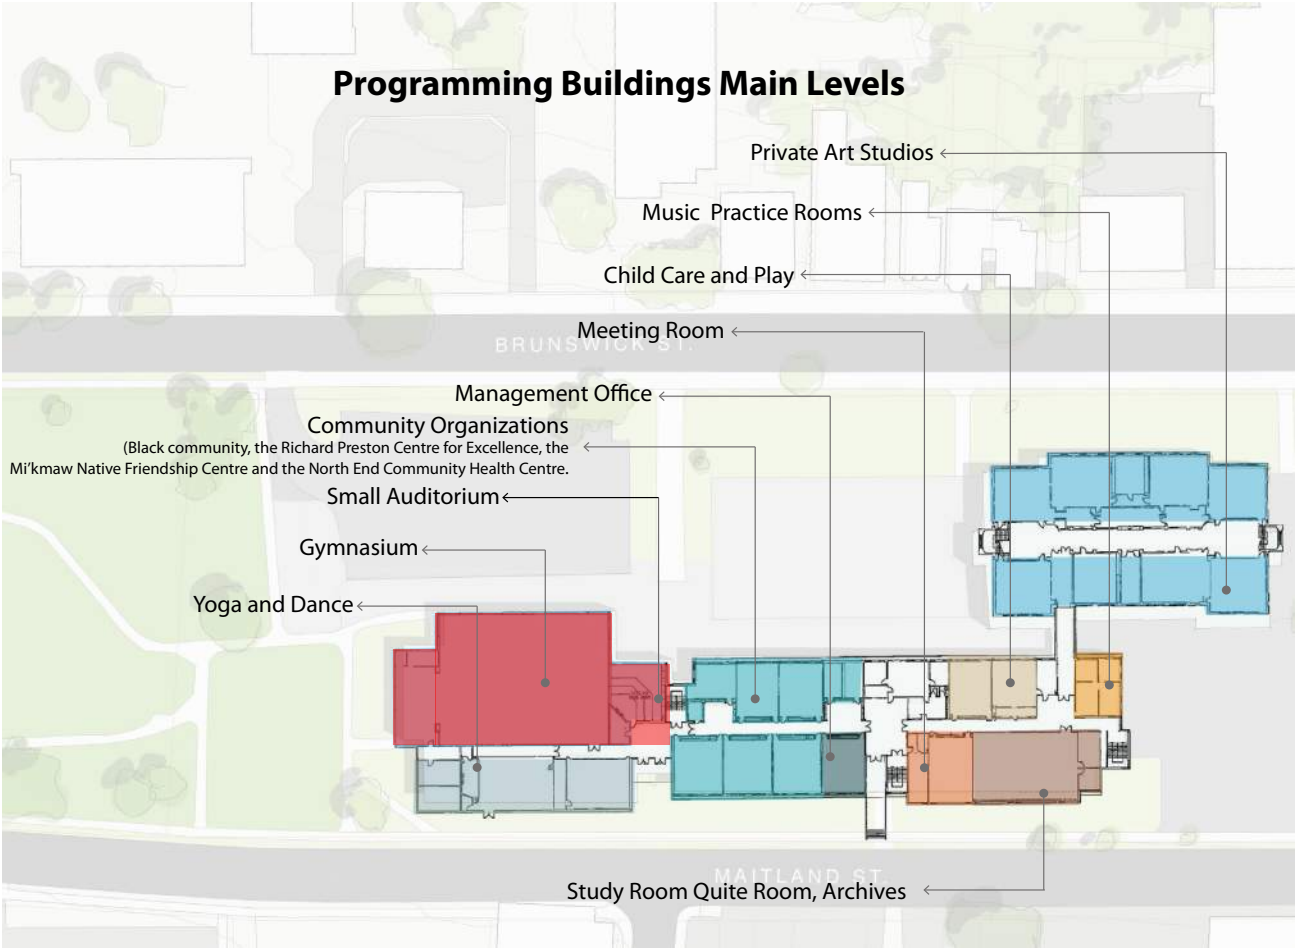 Programming Buildings Main Levels
Private Art Studios
Music Practice Rooms
Child Care and Play
Meeting Room
BRUNSWICK ST.
Management Office
Community Organizations
(Black community, the Richard Preston Centre for Excellence, the
Mi'kmaw Native Friendship Centre and the North End Community Health Centre.
Small Auditorium
Gymnasium
Yoga and Dance
MAITLAND ST.
Study Room Quite Room, Archives